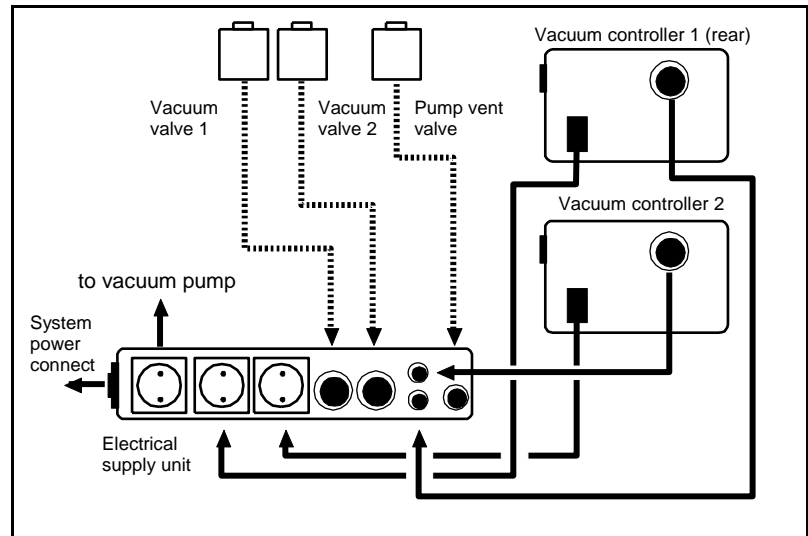 Vacuum controller 1 (rear)
Vacuum
valve 1
Vacuum
valve 2
Pump vent
valve
Vacuum controller 2
to vacuum pump
System
power
connect
Electrical
supply unit